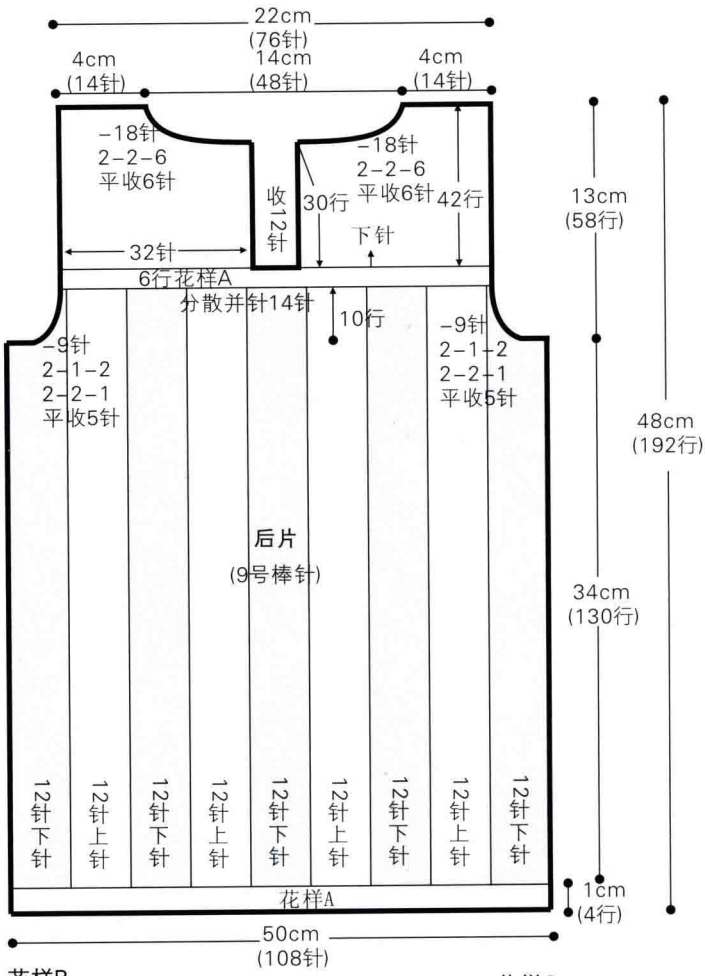 22cm
(76针)
4cm
(14针)
14cm
(48针)
4cm
(14针)
-18针
2-2-6
平收6针
收12针
30行
-18针
2-2-6
平收6针
42行
下针
32针
6行花样A
分散并针14针
10行
-9针
2-1-2
2-2-1
平收5针
-9针
2-1-2
2-2-1
平收5针
13cm
(58行)
48cm
(192行)
后片
(9号棒针)
34cm
(130行)
12针下针
12针上针
12针下针
12针上针
12针下针
12针上针
12针下针
12针上针
12针下针
花样A
1cm
(4行)
50cm
(108针)
花样B